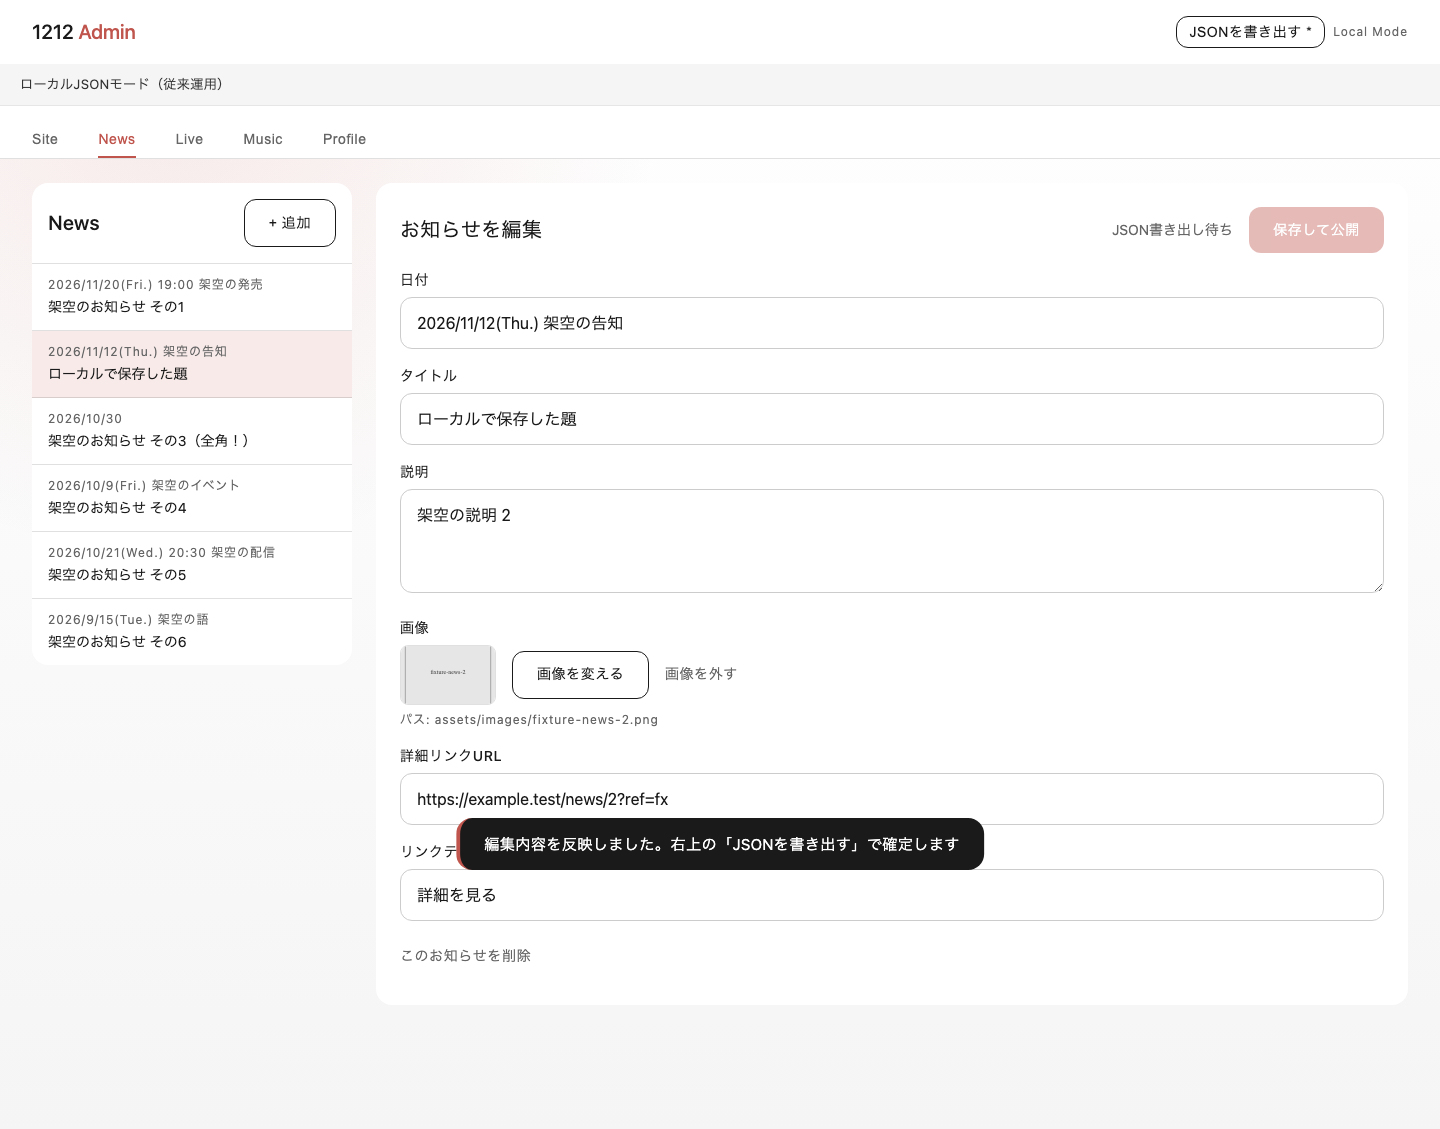 1212 Admin
JSONを書き出す *
Local Mode
ローカルJSONモード（従来運用）
Site
News
Live
Music
Profile
News
+ 追加
2026/11/20(Fri.) 19:00 架空の発売
架空のお知らせ その1
2026/11/12(Thu.) 架空の告知
ローカルで保存した題
2026/10/30
架空のお知らせ その3（全角！）
2026/10/9(Fri.) 架空のイベント
架空のお知らせ その4
2026/10/21(Wed.) 20:30 架空の配信
架空のお知らせ その5
2026/9/15(Tue.) 架空の語
架空のお知らせ その6
お知らせを編集
JSON書き出し待ち
保存して公開
日付
2026/11/12(Thu.) 架空の告知
タイトル
ローカルで保存した題
説明
架空の説明 2
画像
fixture-news-2
画像を変える
画像を外す
パス: assets/images/fixture-news-2.png
詳細リンクURL
https://example.test/news/2?ref=fx
リンクテ
編集内容を反映しました。右上の「JSONを書き出す」で確定します
詳細を見る
このお知らせを削除